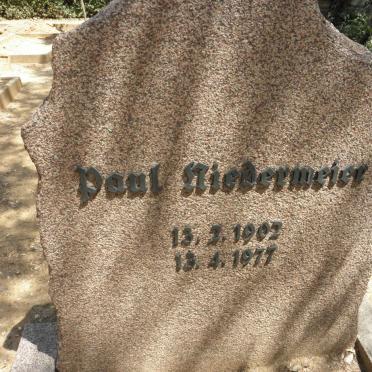 Paul Niedermeier
13. 2. 1902
13. 4. 1977